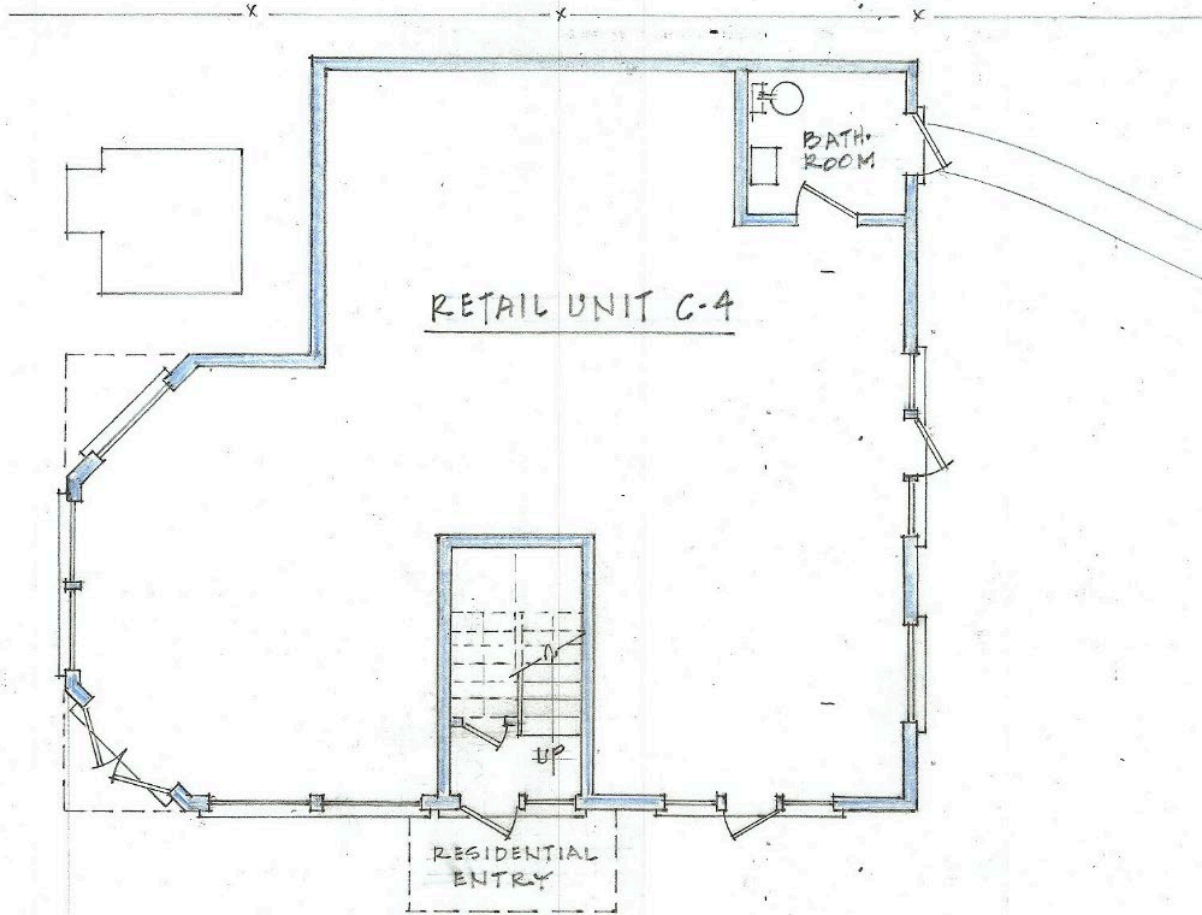 BATH.
ROOM
RETAIL UNIT C-4
UP
RESIDENTIAL
ENTRY